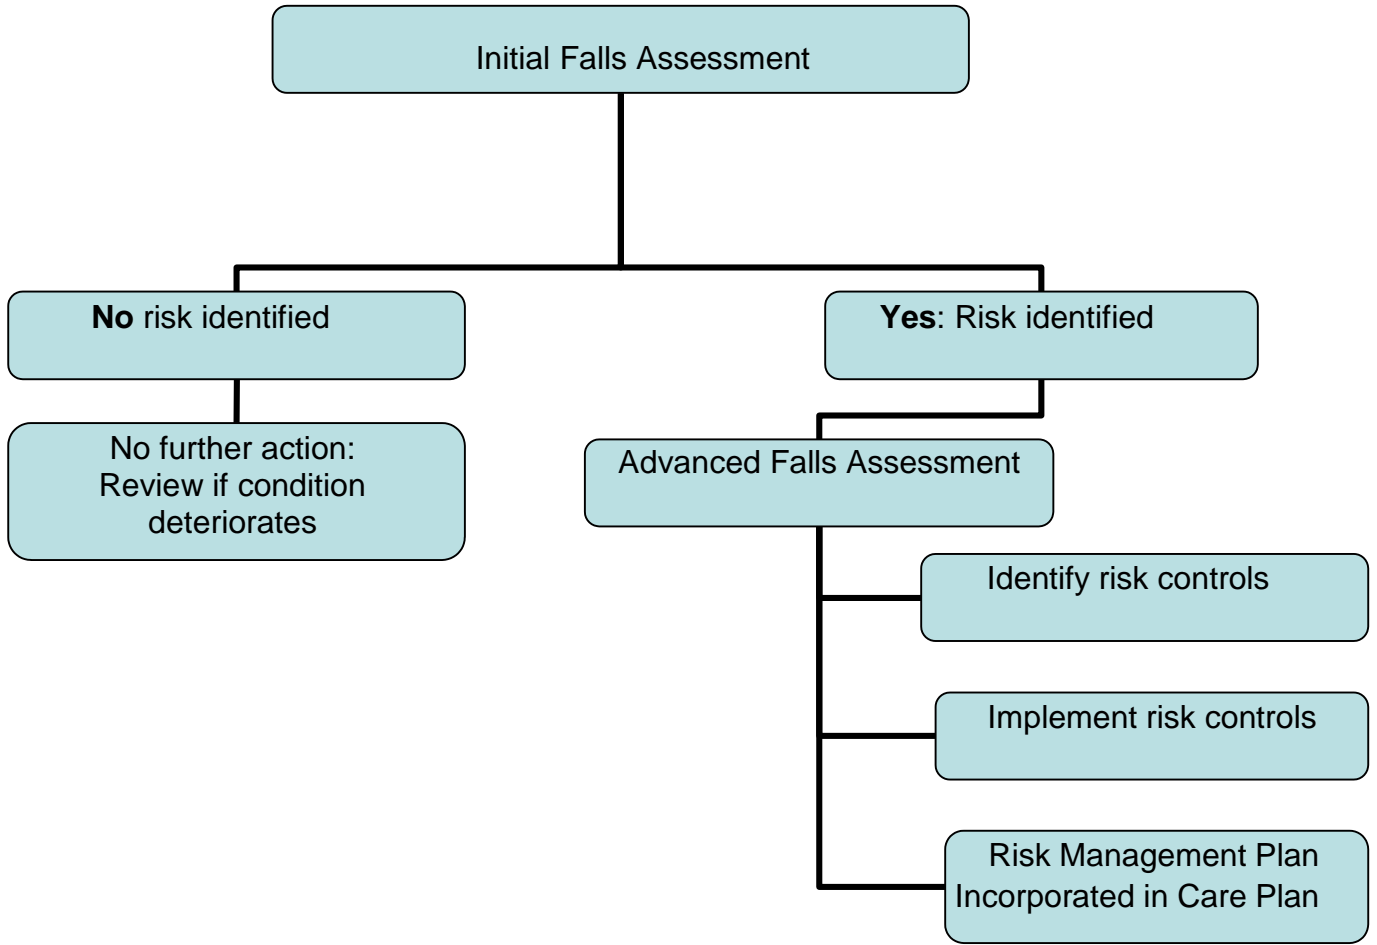 Initial Falls Assessment
No risk identified
Yes: Risk identified
No further action:
Review if condition
deteriorates
Advanced Falls Assessment
Identify risk controls
Implement risk controls
Risk Management Plan
Incorporated in Care Plan